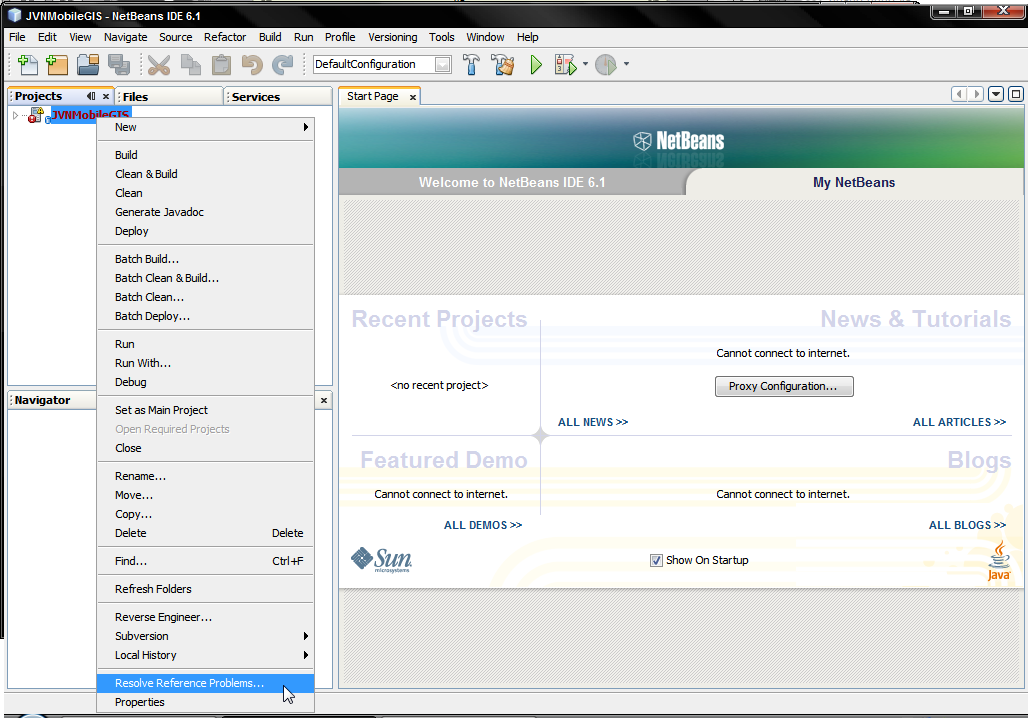 JVNMobileGIS - NetBeans IDE 6.1
File Edit View Navigate Source Refactor Build Run Profile Versioning Tools Window Help
DefaultConfiguration
Projects Files Services
JVNMobileGIS
New
Build
Clean & Build
Clean
Generate Javadoc
Deploy
Batch Build...
Batch Clean & Build...
Batch Clean...
Batch Deploy...
Run
Run With...
Debug
Set as Main Project
Open Required Projects
Close
Rename...
Move...
Copy...
Delete Delete
Find... Ctrl+F
Refresh Folders
Reverse Engineer...
Subversion
Local History
Resolve Reference Problems...
Properties
Navigator
Start Page
NetBeans
Welcome to NetBeans IDE 6.1
My NetBeans
Recent Projects
<no recent project>
News & Tutorials
Cannot connect to internet.
Proxy Configuration...
ALL NEWS >>
ALL ARTICLES >>
Featured Demo
Cannot connect to internet.
ALL DEMOS >>
Blogs
Cannot connect to internet.
ALL BLOGS >>
Sun
microsystems
Show On Startup
Java